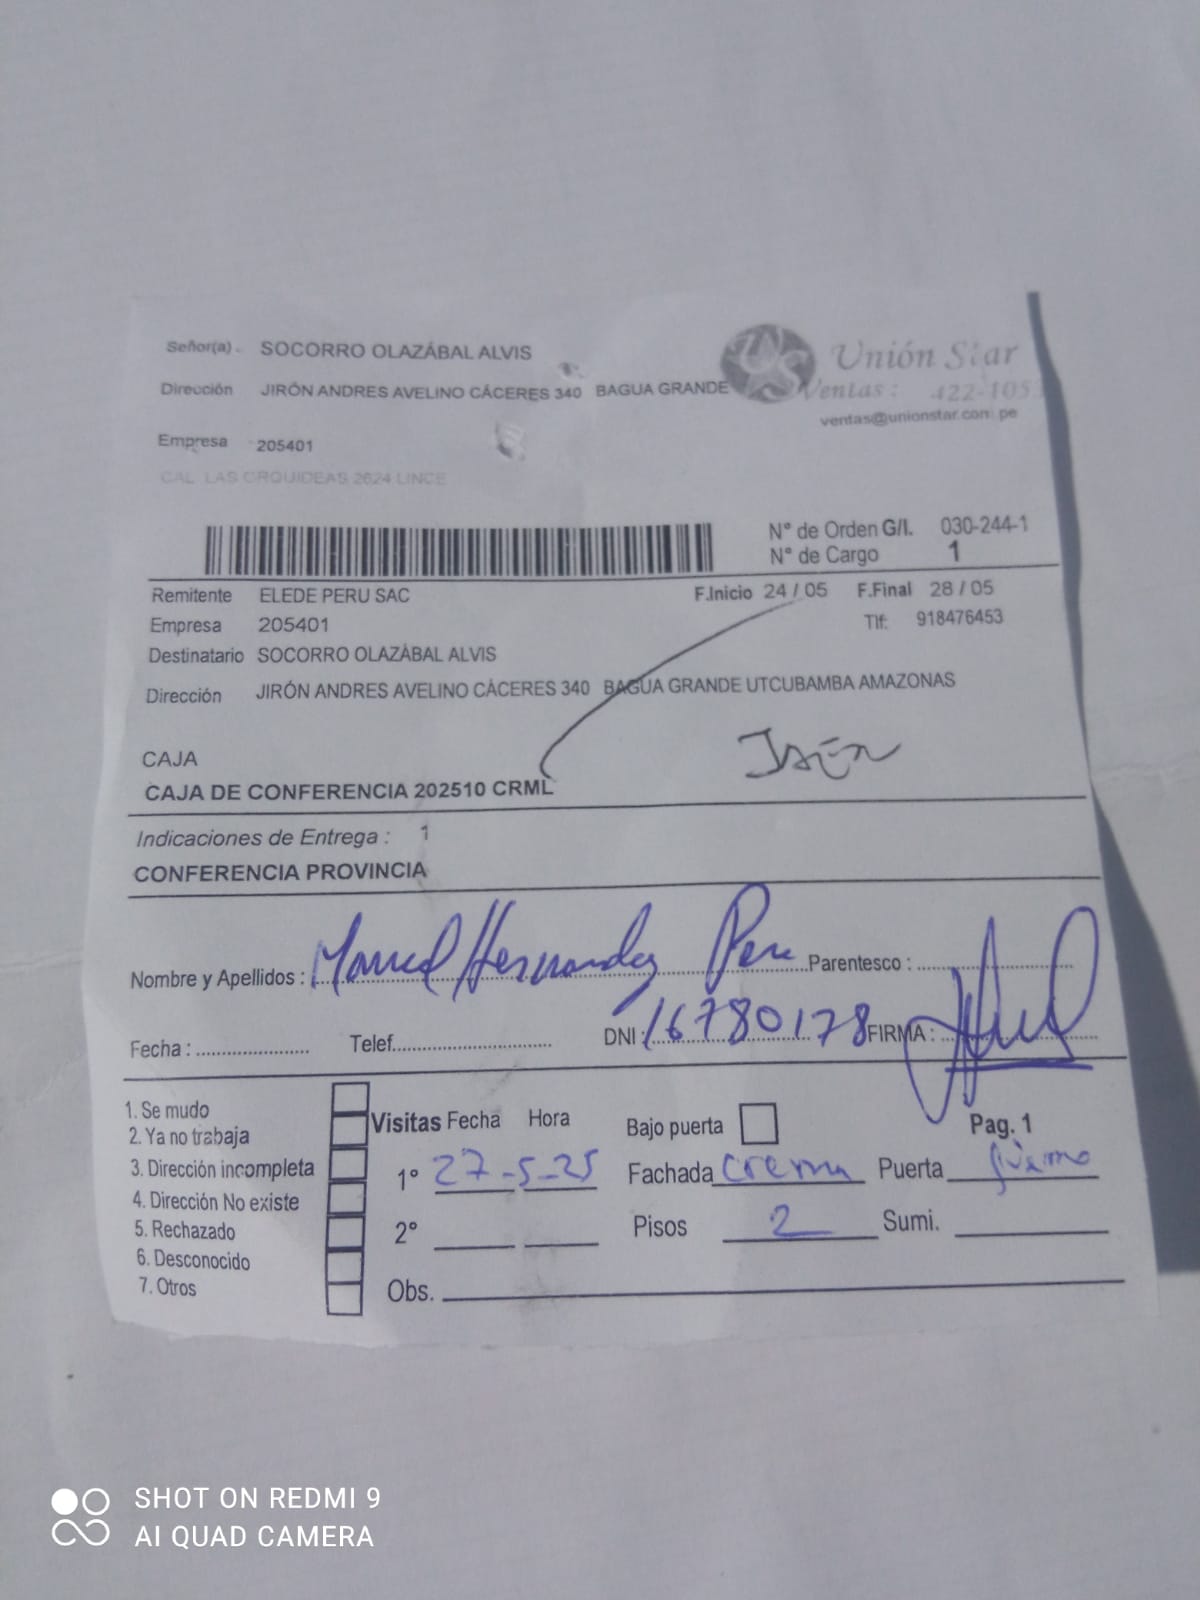 Señor(a). SOCORRO OLAZÁBAL ALVIS
Unión Star
Dirección JIRÓN ANDRES AVELINO CÁCERES 340 BAGUA GRANDE
Ventas: 422-105
ventas@unionstar.com pe
Empresa 205401
CAL LAS ORQUIDEAS 2624 LINCE
N° de Orden G/I. 030-244-1
N° de Cargo 1
Remitente ELEDE PERU SAC F.Inicio 24 / 05 F.Final 28 / 05
Empresa 205401 Tlf: 918476453
Destinatario SOCORRO OLAZÁBAL ALVIS
Dirección JIRÓN ANDRES AVELINO CÁCERES 340 BAGUA GRANDE UTCUBAMBA AMAZONAS
Jaén
CAJA
CAJA DE CONFERENCIA 202510 CRML
Indicaciones de Entrega : 1
CONFERENCIA PROVINCIA
Nombre y Apellidos : Hernandez Parentesco :
Fecha : Telef. DNI : 16780178 FIRMA :
1. Se mudo
2. Ya no trabaja
3. Dirección incompleta
4. Dirección No existe
5. Rechazado
6. Desconocido
7. Otros
Visitas Fecha Hora Bajo puerta Pag. 1
1° 27-5-25 Fachada crema Puerta
2° Pisos 2 Sumi.
Obs.
SHOT ON REDMI 9
AI QUAD CAMERA